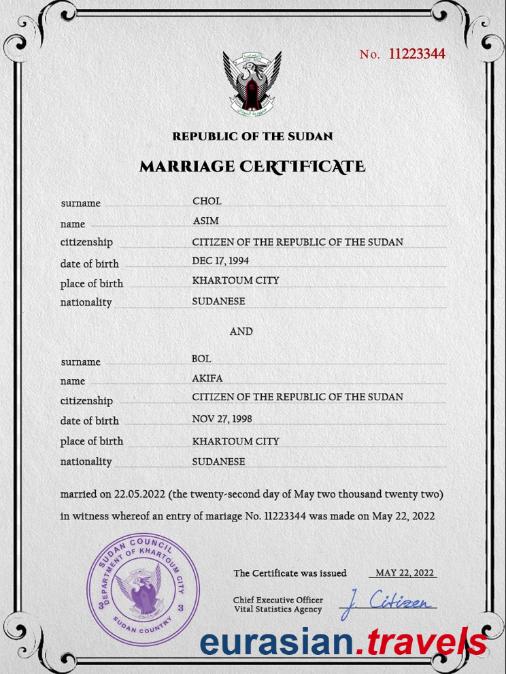 No. 11223344
REPUBLIC OF THE SUDAN
MARRIAGE CERTIFICATE
surname CHOL
name ASIM
citizenship CITIZEN OF THE REPUBLIC OF THE SUDAN
date of birth DEC 17, 1994
place of birth KHARTOUM CITY
nationality SUDANESE
AND
surname BOL
name AKIFA
citizenship CITIZEN OF THE REPUBLIC OF THE SUDAN
date of birth NOV 27, 1998
place of birth KHARTOUM CITY
nationality SUDANESE
married on 22.05.2022 (the twenty-second day of May two thousand twenty two)
in witness whereof an entry of mariage No. 11223344 was made on May 22, 2022
SUDAN COUNCIL
DEPARTMENT OF KHARTOUM CITY
3 3
SUDAN COUNTRY
The Certificate was issued MAY 22, 2022
Chief Executive Officer
Vital Statistics Agency
J. Citizen
eurasian.travels